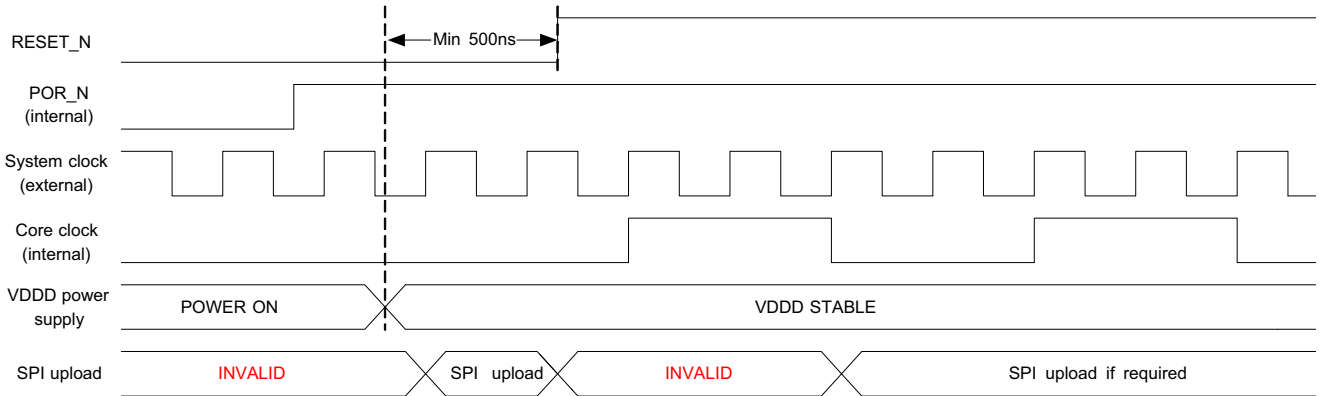 RESET_N
Min 500ns
POR_N
(internal)
System clock
(external)
Core clock
(internal)
VDDD power
supply
POWER ON
VDDD STABLE
SPI upload
INVALID
SPI upload
INVALID
SPI upload if required